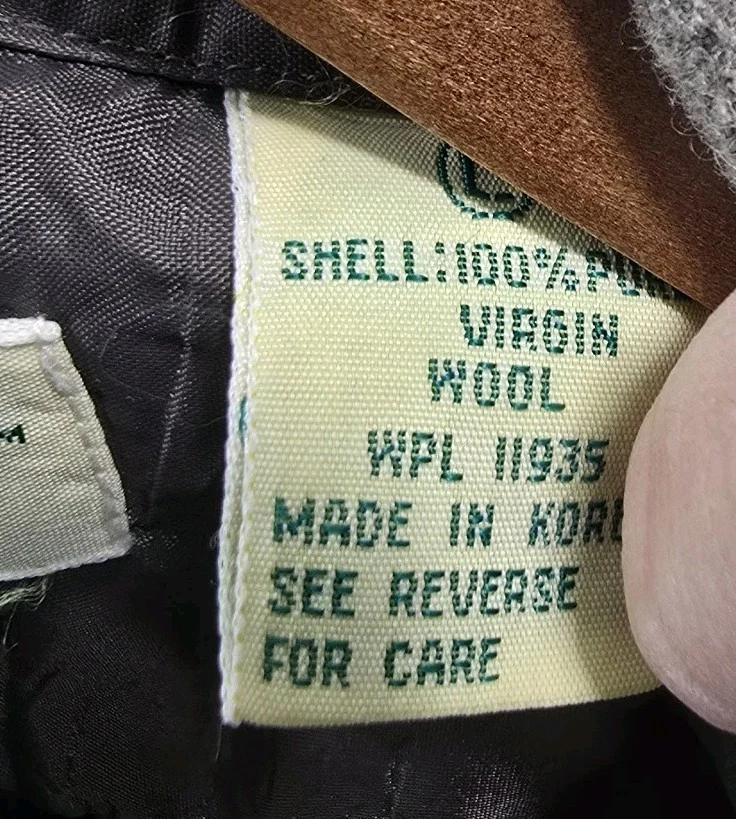 L
SHELL:100%
VIRGIN
WOOL
WPL 11935
MADE IN
SEE REVERSE
FOR CARE